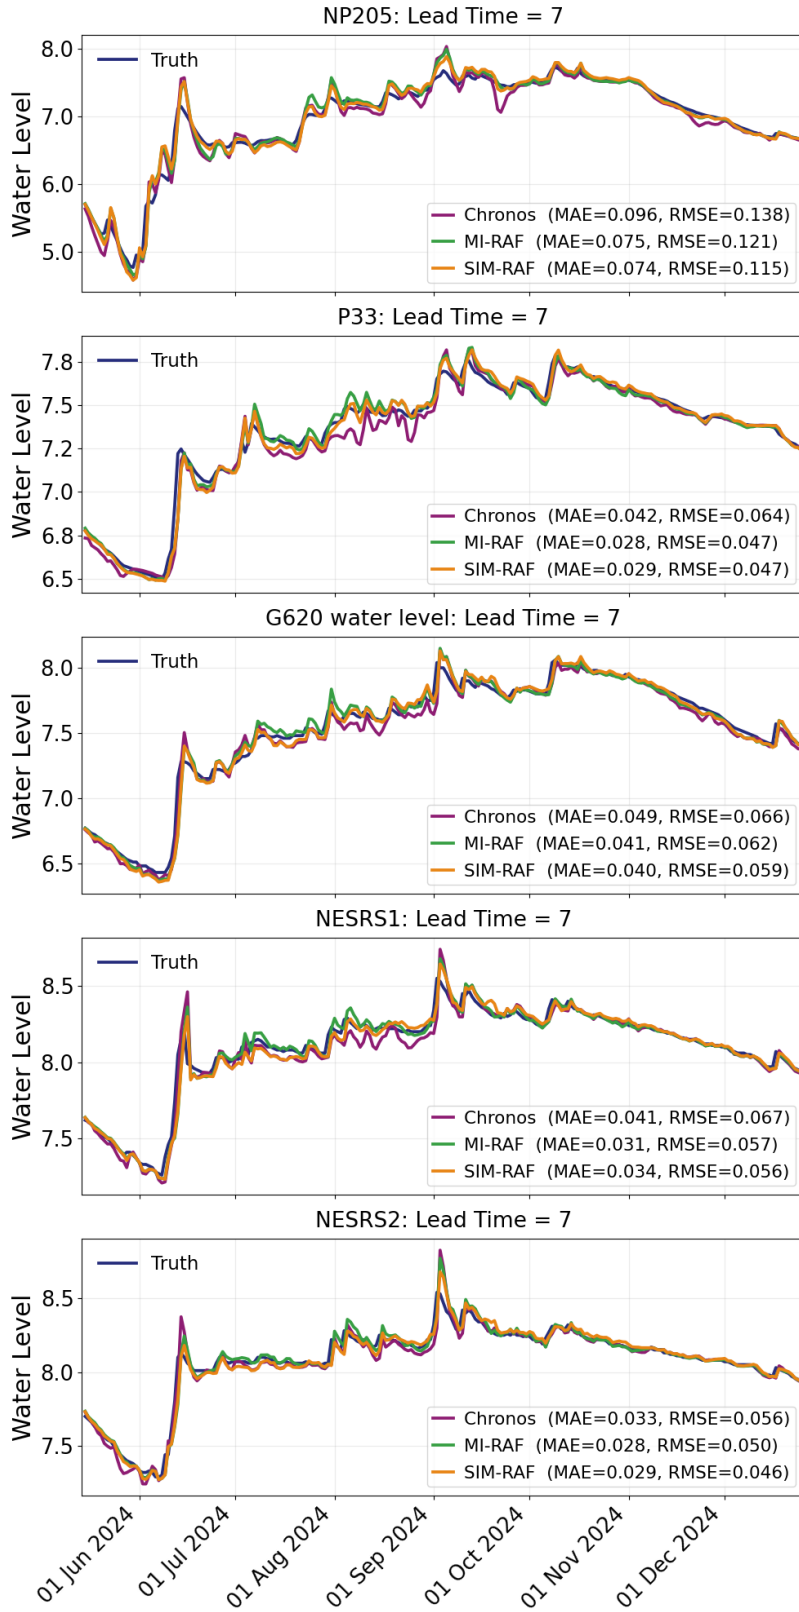 NP205: Lead Time = 7
8.0
7.0
6.0
5.0
Water Level
Truth
Chronos (MAE=0.096, RMSE=0.138)
MI-RAF (MAE=0.075, RMSE=0.121)
SIM-RAF (MAE=0.074, RMSE=0.115)
P33: Lead Time = 7
7.8
7.5
7.2
7.0
6.8
6.5
Water Level
Truth
Chronos (MAE=0.042, RMSE=0.064)
MI-RAF (MAE=0.028, RMSE=0.047)
SIM-RAF (MAE=0.029, RMSE=0.047)
G620 water level: Lead Time = 7
8.0
7.5
7.0
6.5
Water Level
Truth
Chronos (MAE=0.049, RMSE=0.066)
MI-RAF (MAE=0.041, RMSE=0.062)
SIM-RAF (MAE=0.040, RMSE=0.059)
NESRS1: Lead Time = 7
8.5
8.0
7.5
Water Level
Truth
Chronos (MAE=0.041, RMSE=0.067)
MI-RAF (MAE=0.031, RMSE=0.057)
SIM-RAF (MAE=0.034, RMSE=0.056)
NESRS2: Lead Time = 7
8.5
8.0
7.5
Water Level
Truth
Chronos (MAE=0.033, RMSE=0.056)
MI-RAF (MAE=0.028, RMSE=0.050)
SIM-RAF (MAE=0.029, RMSE=0.046)
01 Jun 2024
01 Jul 2024
01 Aug 2024
01 Sep 2024
01 Oct 2024
01 Nov 2024
01 Dec 2024